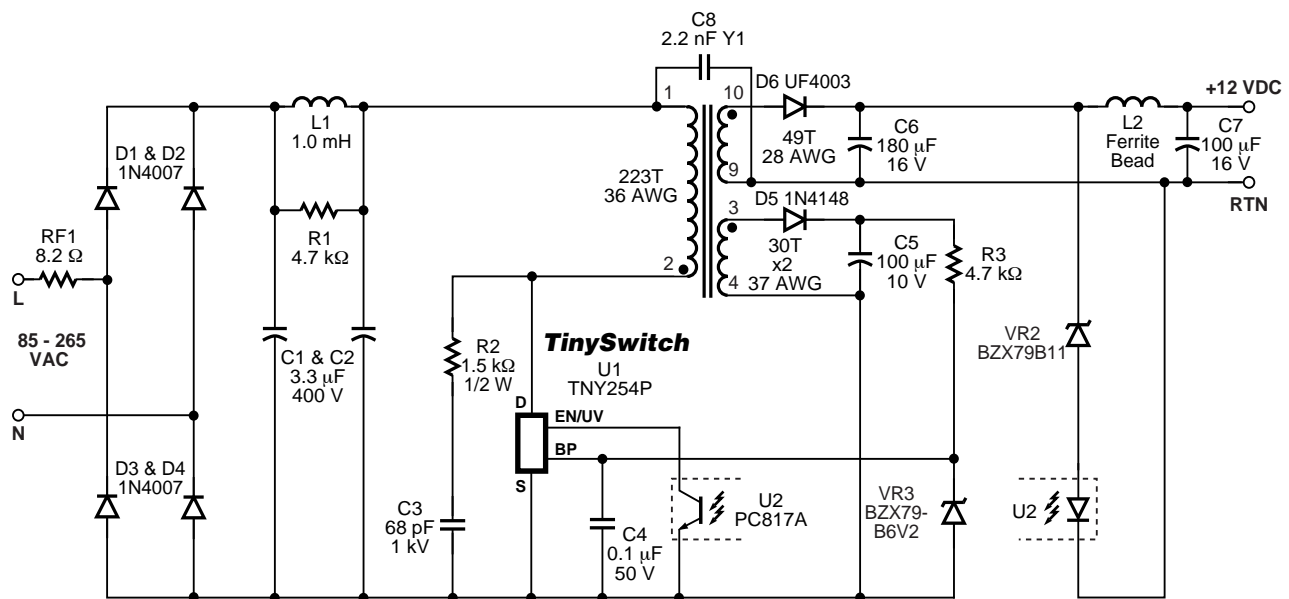 C8
2.2 nF Y1
D6 UF4003
+12 VDC
1
10
L1
1.0 mH
49T
28 AWG
C6
180 µF
16 V
L2
Ferrite
Bead
C7
100 µF
16 V
D1 & D2
1N4007
223T
36 AWG
9
D5 1N4148
RTN
3
RF1
8.2 Ω
R1
4.7 kΩ
30T
x2
37 AWG
C5
100 µF
10 V
R3
4.7 kΩ
2
4
L
85 - 265
VAC
N
C1 & C2
3.3 µF
400 V
R2
1.5 kΩ
1/2 W
TinySwitch
U1
TNY254P
VR2
BZX79B11
D
EN/UV
BP
S
D3 & D4
1N4007
C3
68 pF
1 kV
C4
0.1 µF
50 V
U2
PC817A
VR3
BZX79-
B6V2
U2